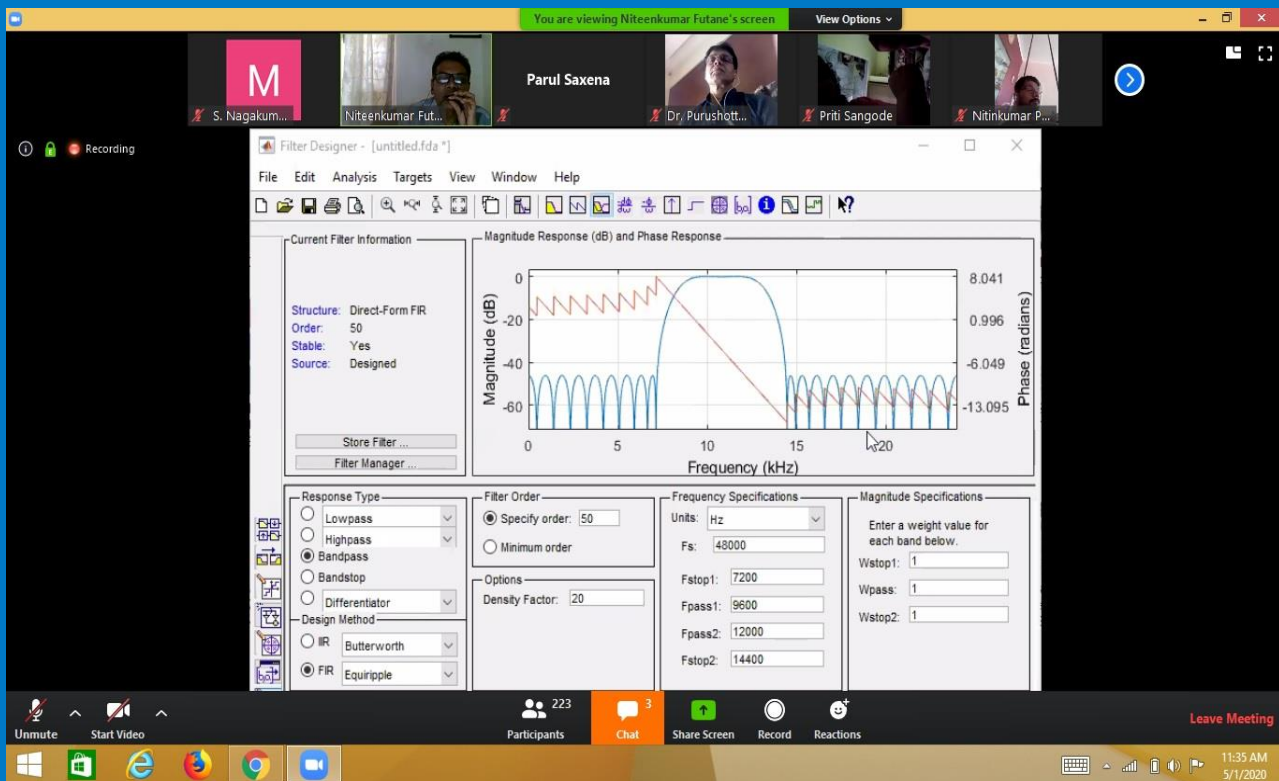 You are viewing Niteenkumar Futane's screen
View Options
M
S. Nagakum...
Niteenkumar Fut...
Parul Saxena
Dr. Purushott...
Priti Sangode
Nitinkumar P...
Recording
Filter Designer - [untitled.fda *]
File Edit Analysis Targets View Window Help
Current Filter Information
Structure: Direct-Form FIR
Order: 50
Stable: Yes
Source: Designed
Store Filter ...
Filter Manager ...
Magnitude Response (dB) and Phase Response
Magnitude (dB)
0
-20
-40
-60
8.041
0.996
-6.049
-13.095
Phase (radians)
0 5 10 15 20
Frequency (kHz)
Response Type
Lowpass
Highpass
Bandpass
Bandstop
Differentiator
Design Method
IIR Butterworth
FIR Equiripple
Filter Order
Specify order: 50
Minimum order
Options
Density Factor: 20
Frequency Specifications
Units: Hz
Fs: 48000
Fstop1: 7200
Fpass1: 9600
Fpass2: 12000
Fstop2: 14400
Magnitude Specifications
Enter a weight value for
each band below.
Wstop1: 1
Wpass: 1
Wstop2: 1
Unmute
Start Video
223
Participants
3
Chat
Share Screen
Record
Reactions
Leave Meeting
11:35 AM
5/1/2020